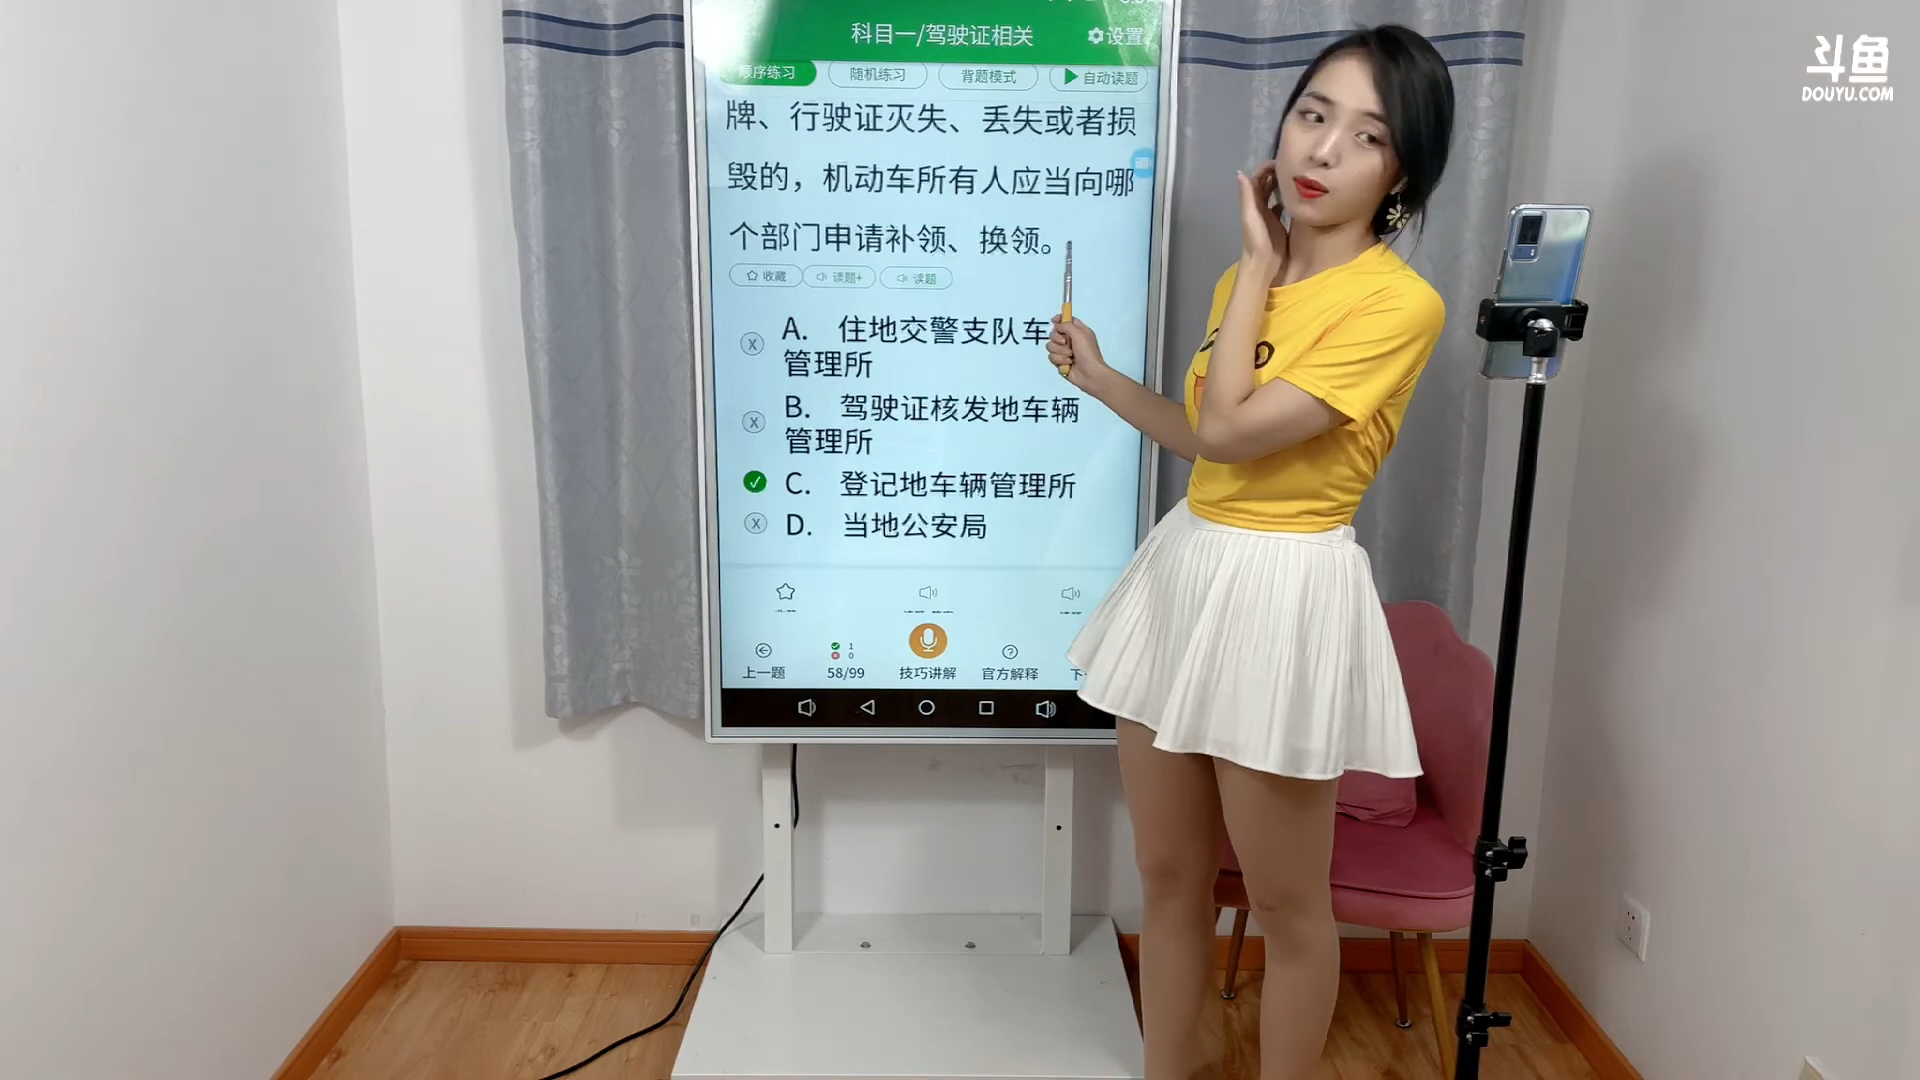 科目一/驾驶证相关
设置
顺序练习
随机练习
背题模式
自动读题
牌、行驶证灭失、丢失或者损
毁的，机动车所有人应当向哪
个部门申请补领、换领。
收藏
读题+
读题
A. 住地交警支队车
管理所
B. 驾驶证核发地车辆
管理所
C. 登记地车辆管理所
D. 当地公安局
1
0
上一题
58/99
技巧讲解
官方解释
下
斗鱼
DOUYU.COM